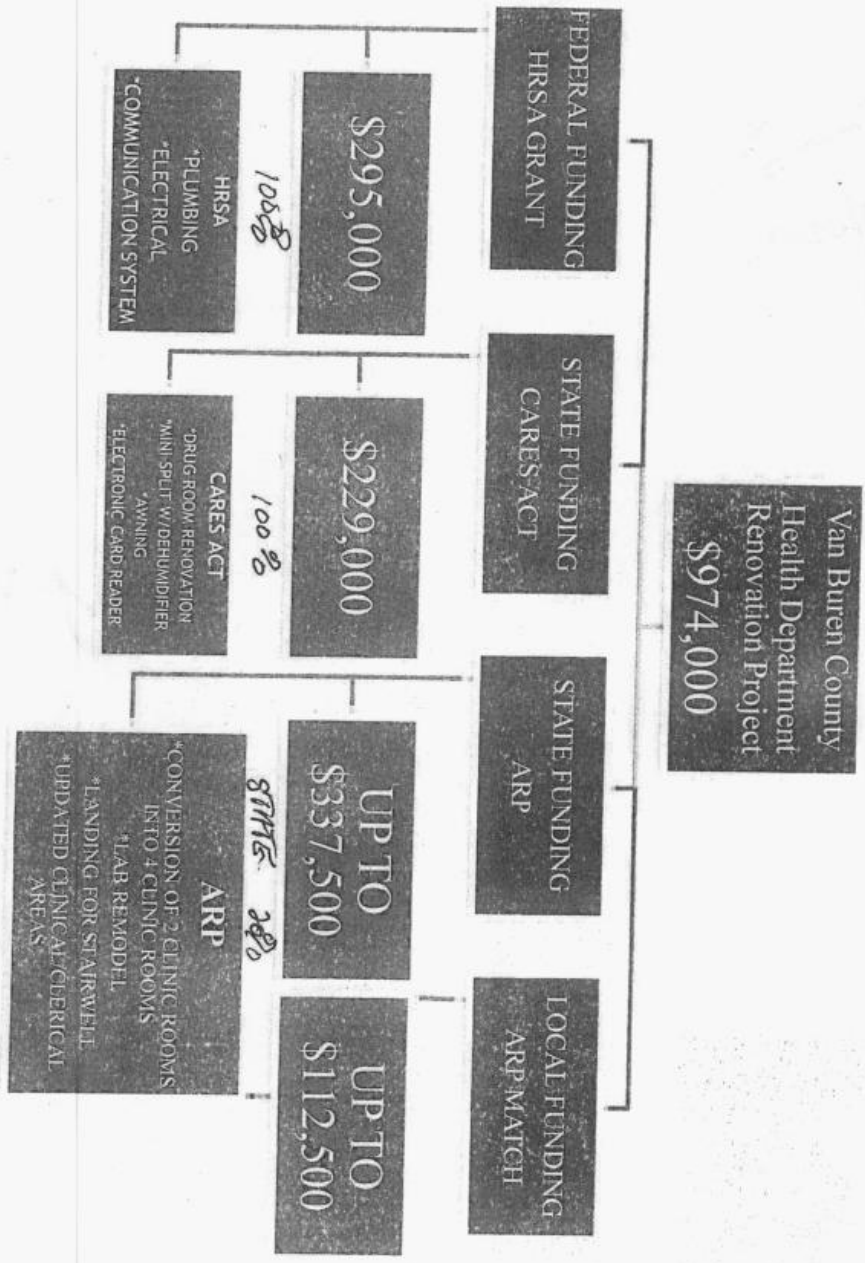 Van Buren County
Health Department
Renovation Project
$974,000
FEDERAL FUNDING
HRSA GRANT
STATE FUNDING
CARES ACT
STATE FUNDING
ARP
LOCAL FUNDING
ARP MATCH
$295,000
$229,000
UP TO
$337,500
UP TO
$112,500
100%
100%
STATE
HRSA
*PLUMBING
*ELECTRICAL
*COMMUNICATION SYSTEM
CARES ACT
*DRUG ROOM RENOVATION
*MINI SPLIT W/DEHUMIDIFIER
*AWNING
*ELECTRONIC CARD READER
ARP
*CONVERSION OF 2 CLINIC ROOMS
INTO 4 CLINIC ROOMS
*LAB REMODEL
*LANDING FOR STAIRWELL
*UPDATED CLINICAL/CLERICAL
AREAS